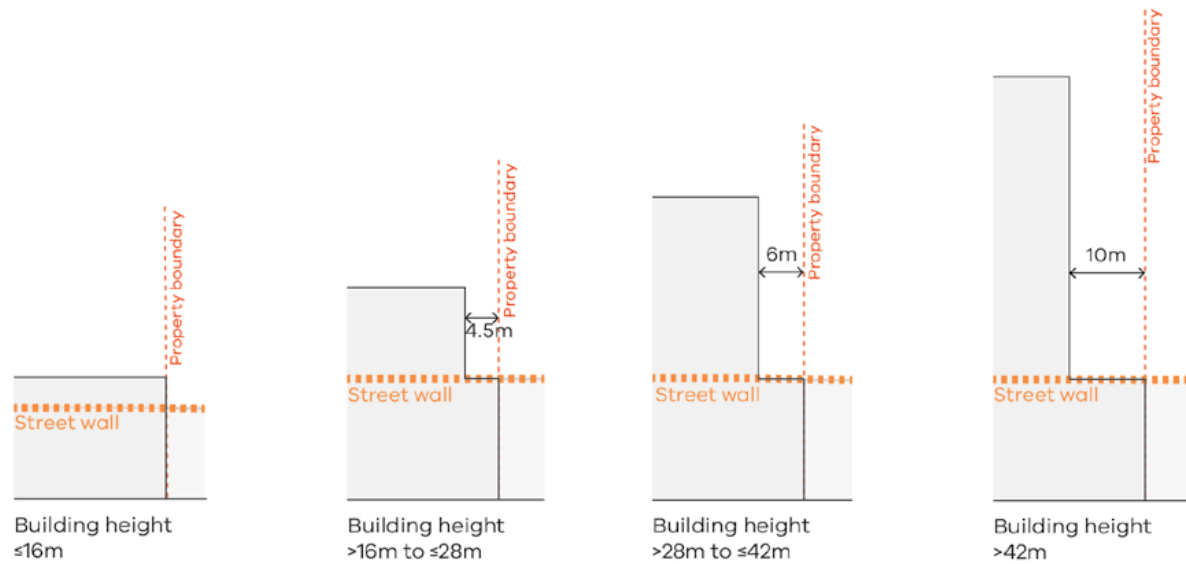 Property boundary
Street wall
Building height
≤16m
Property boundary
4.5m
Street wall
Building height
>16m to ≤28m
Property boundary
6m
Street wall
Building height
>28m to ≤42m
Property boundary
10m
Street wall
Building height
>42m